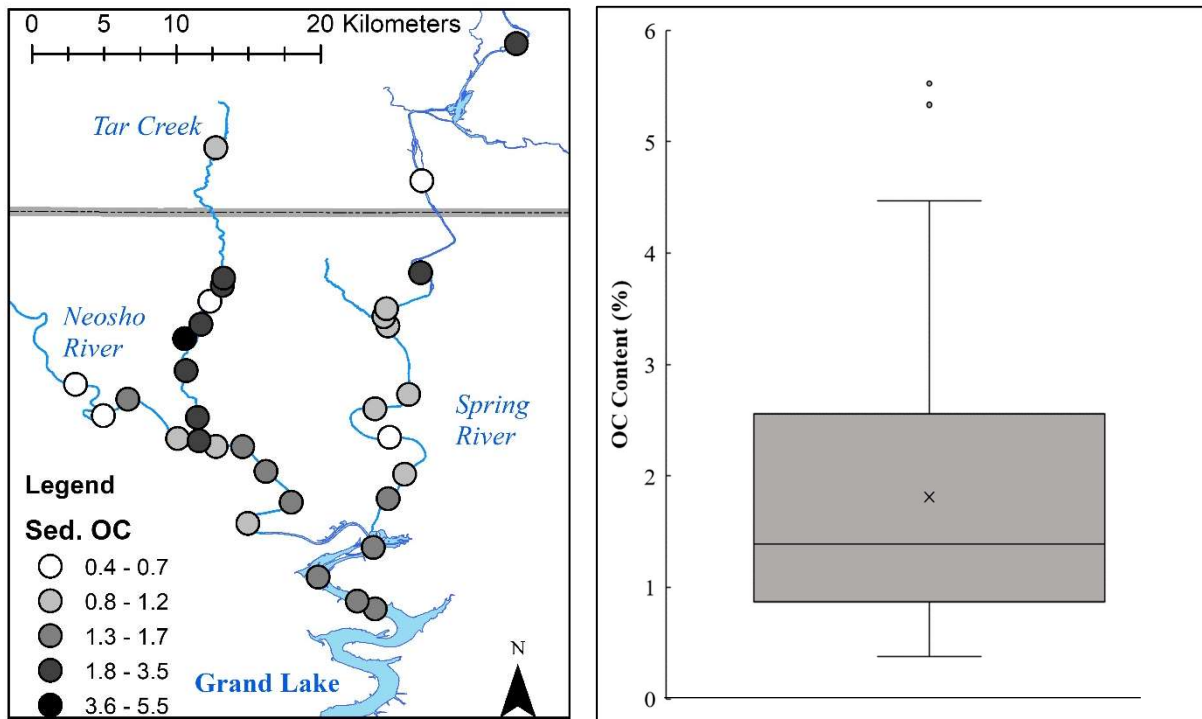 0 5 10 20 Kilometers
Tar Creek
Neosho
River
Spring
River
Legend
Sed. OC
0.4 - 0.7
0.8 - 1.2
1.3 - 1.7
1.8 - 3.5
3.6 - 5.5
Grand Lake
N
OC Content (%)
6
5
4
3
2
1
0